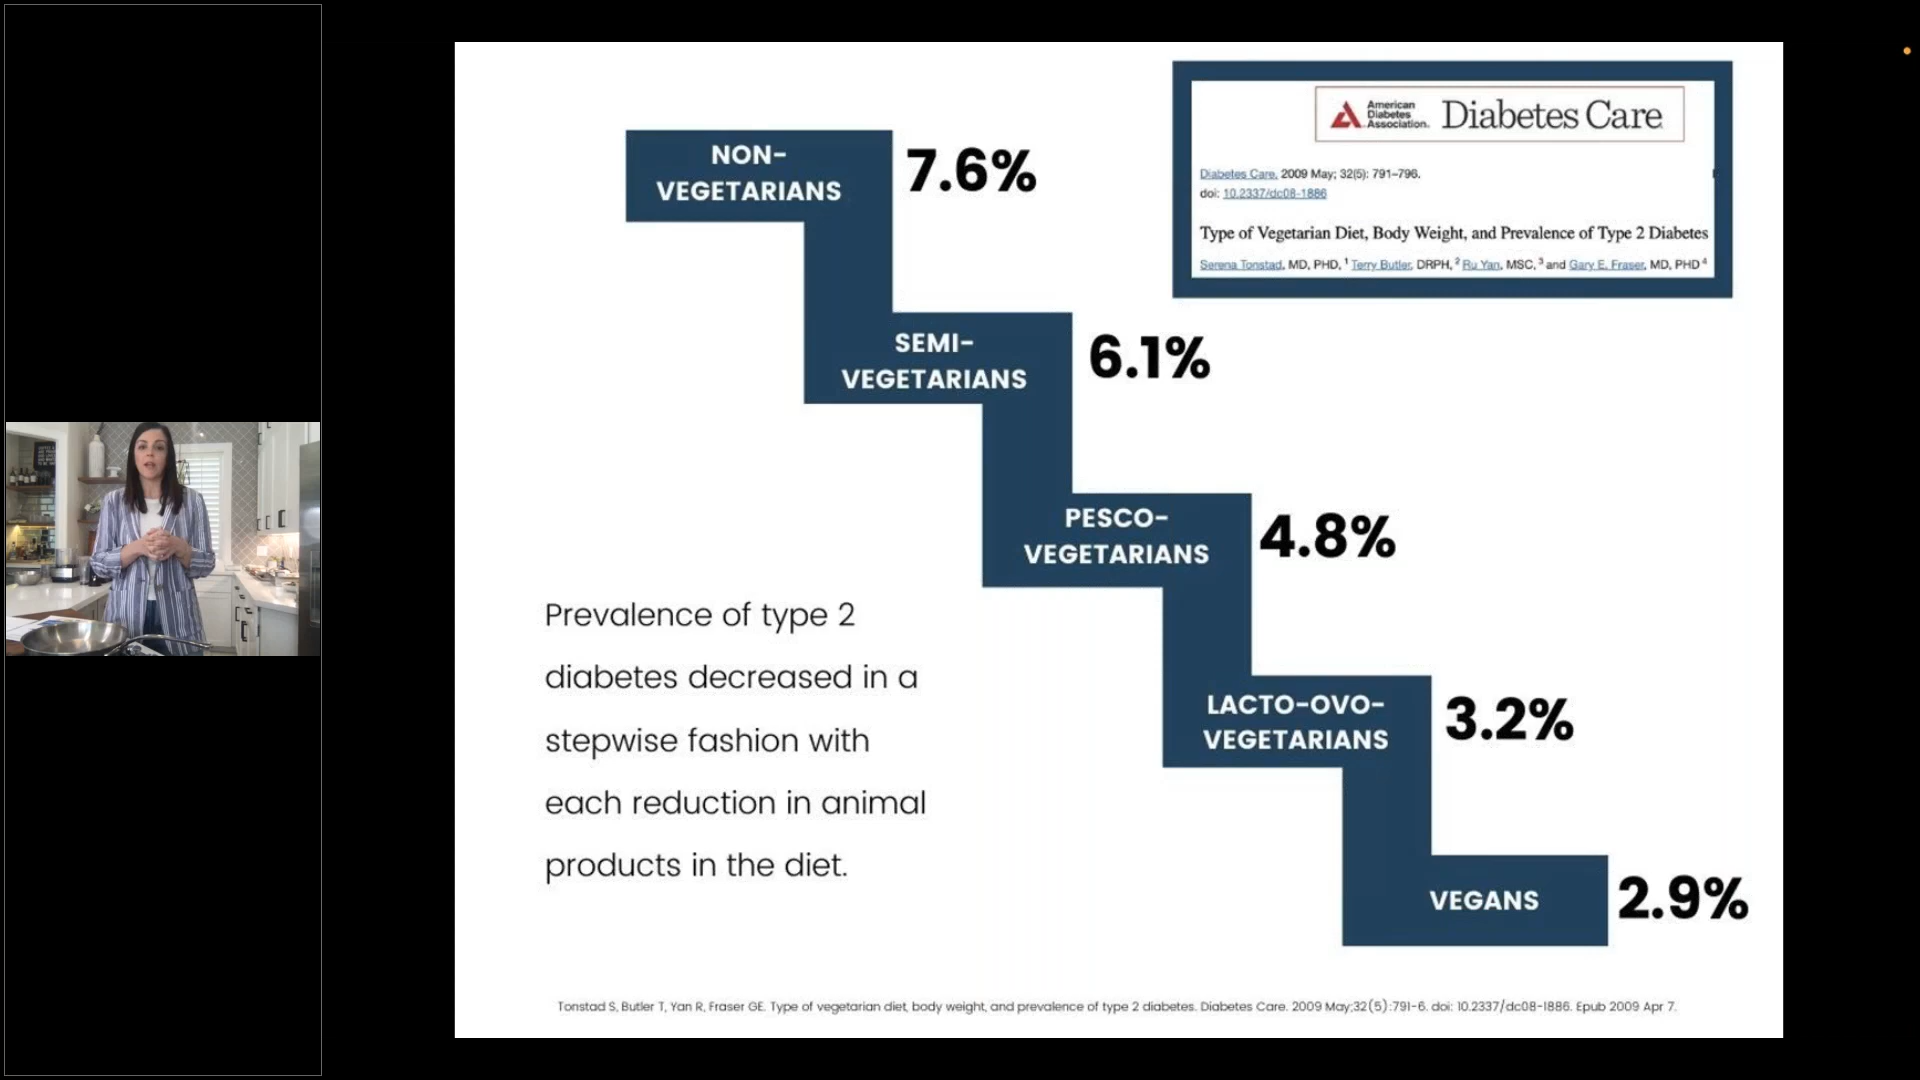 American
Diabetes
Association.
Diabetes Care
Diabetes Care. 2009 May; 32(5): 791–796.
doi: 10.2337/dc08-1886
Type of Vegetarian Diet, Body Weight, and Prevalence of Type 2 Diabetes
Serena Tonstad, MD, PHD, 1 Terry Butler, DRPH, 2 Ru Yan, MSC, 3 and Gary E. Fraser, MD, PHD 4
NON-
VEGETARIANS
7.6%
SEMI-
VEGETARIANS
6.1%
PESCO-
VEGETARIANS
4.8%
LACTO-OVO-
VEGETARIANS
3.2%
VEGANS
2.9%
Prevalence of type 2
diabetes decreased in a
stepwise fashion with
each reduction in animal
products in the diet.
Tonstad S, Butler T, Yan R, Fraser GE. Type of vegetarian diet, body weight, and prevalence of type 2 diabetes. Diabetes Care. 2009 May;32(5):791-6. doi: 10.2337/dc08-1886. Epub 2009 Apr 7.